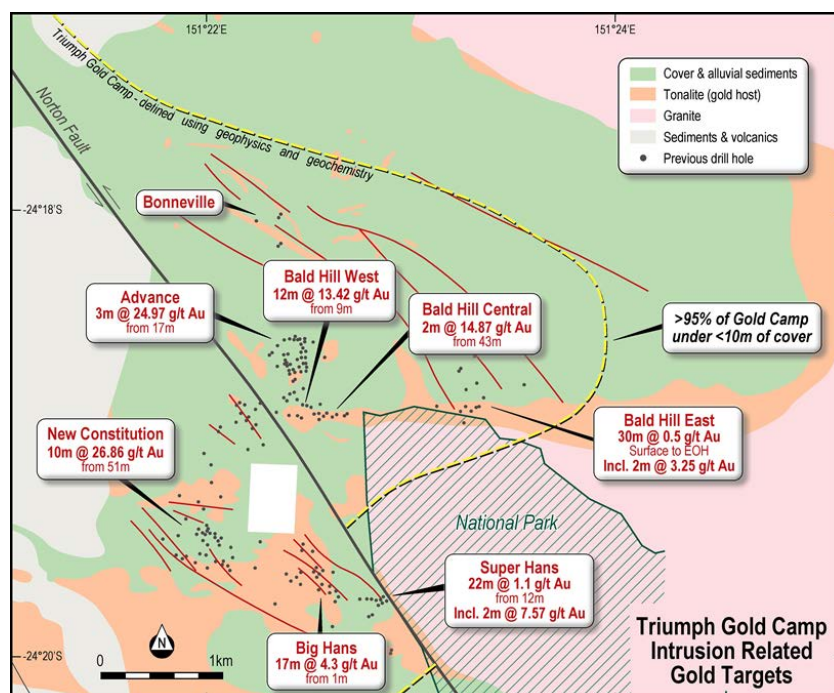 151°22'
151°24'
Triumph Gold Camp - defined using geophysics and geochemistry
Cover & alluvial sediments
Tonalite (gold host)
Granite
Sediments & volcanics
Previous drill hole
Norton Fault
-24°18'S
Bonneville
Bald Hill West
12m @ 13.42 g/t Au
from 9m
Advance
3m @ 24.97 g/t Au
from 17m
Bald Hill Central
2m @ 14.87 g/t Au
from 43m
>95% of Gold Camp
under <10m of cover
New Constitution
10m @ 26.86 g/t Au
from 51m
Bald Hill East
30m @ 0.5 g/t Au
Surface to EOH
Incl. 2m @ 3.25 g/t Au
National Park
Super Hans
22m @ 1.1 g/t Au
from 12m
Incl. 2m @ 7.57 g/t Au
Big Hans
17m @ 4.3 g/t Au
from 1m
Triumph Gold Camp
Intrusion Related
Gold Targets
-24°20'S
N
0
1km